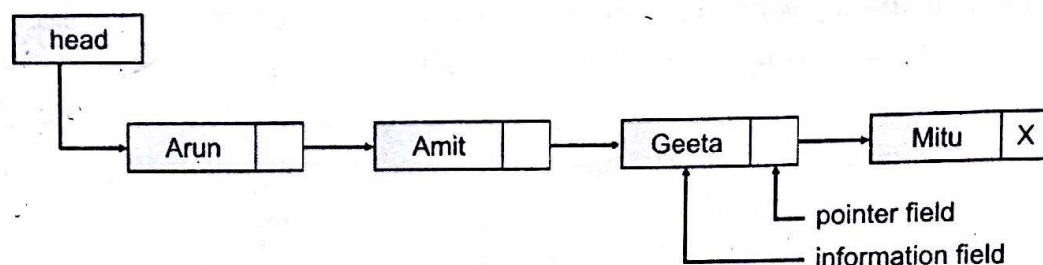 head
Arun
Amit
Geeta
Mitu X
pointer field
information field